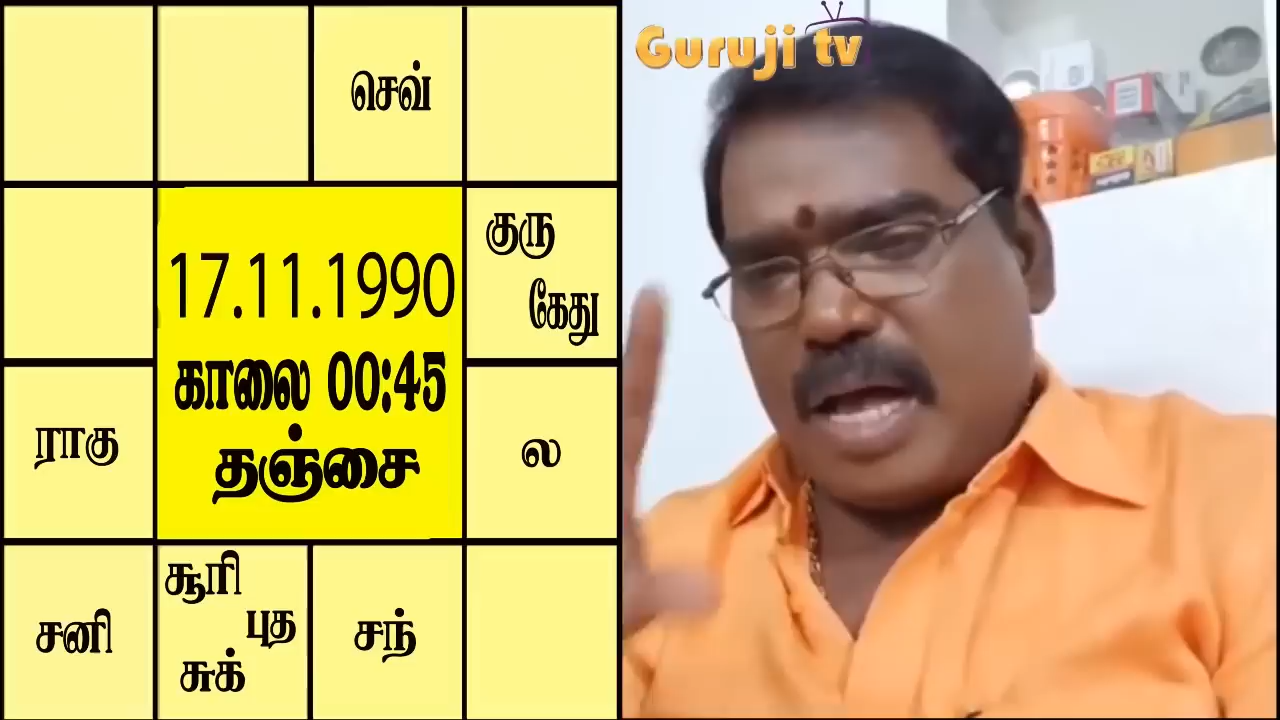 Guruji tv
செவ்
குரு
கேது
17.11.1990
காலை 00:45
தஞ்சை
ராகு
ல
சனி
சூரி
புத
சுக்
சந்